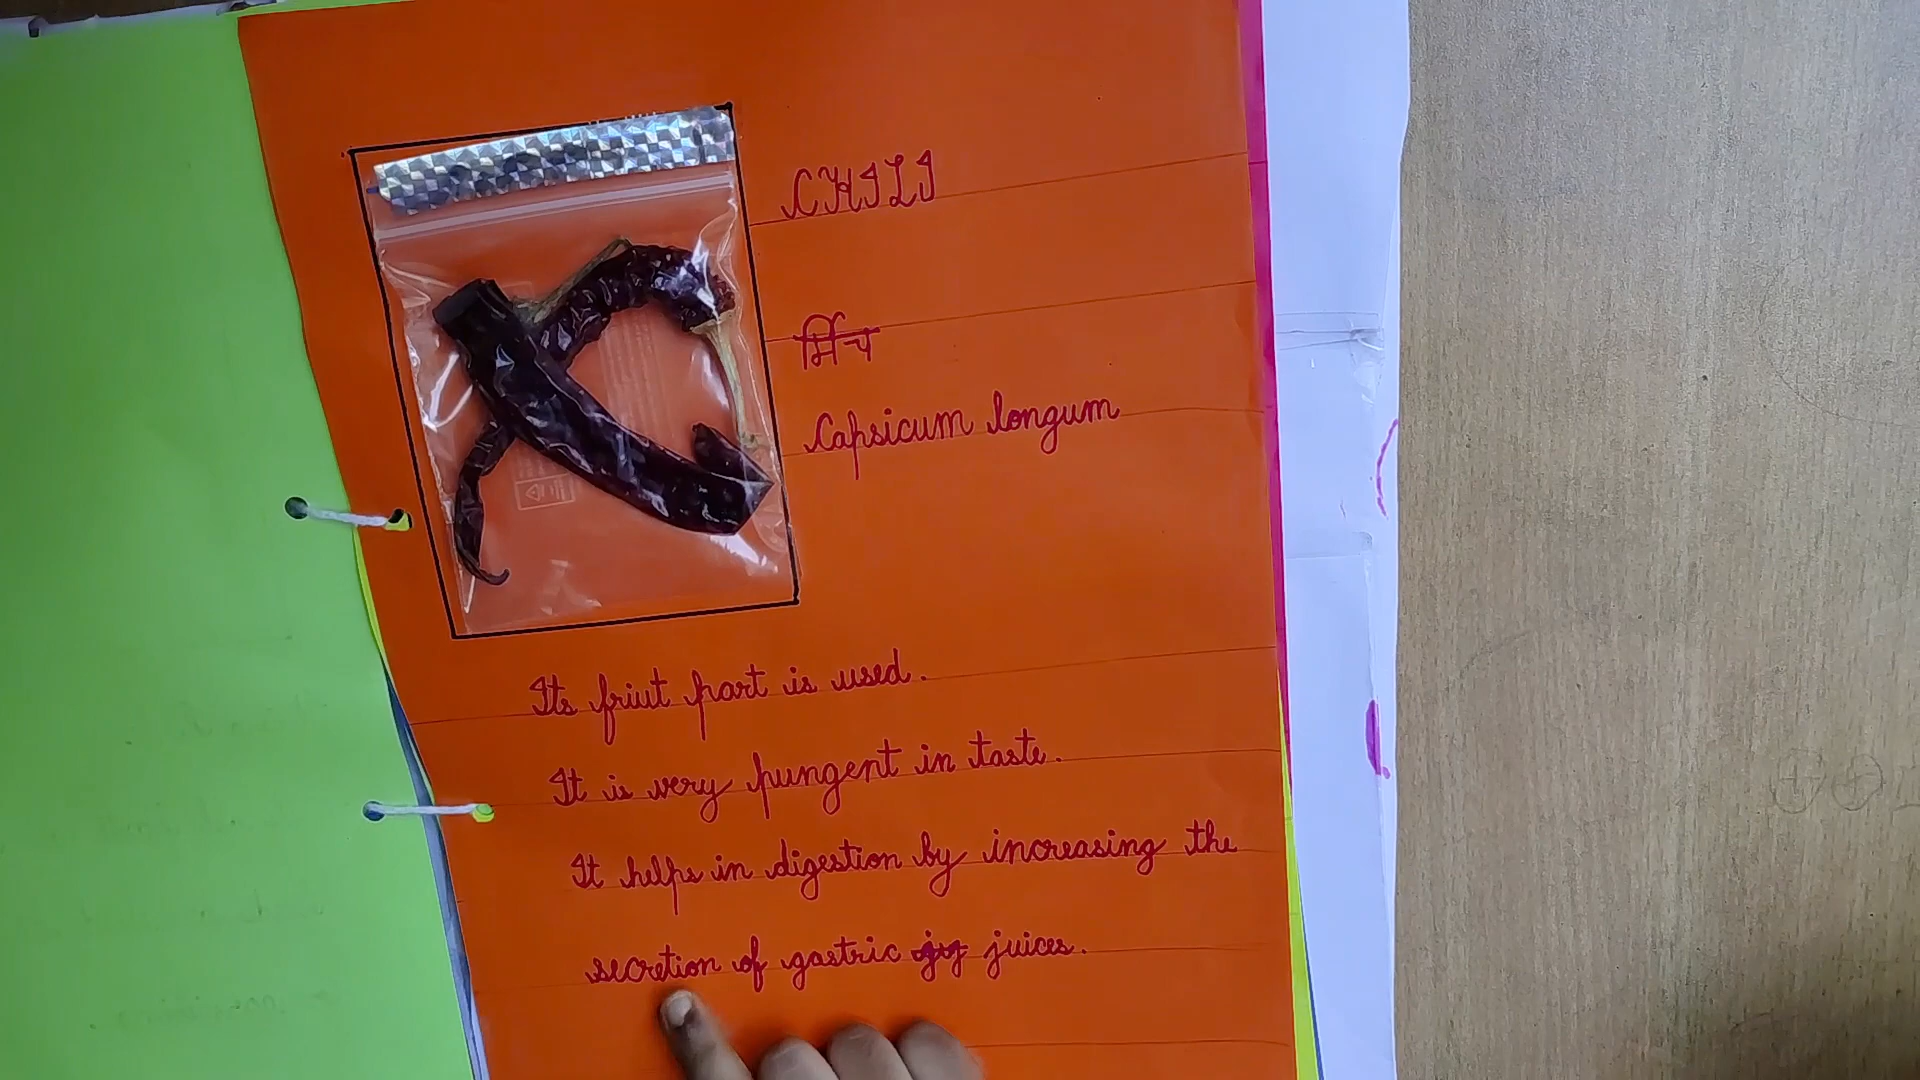 CHILI
मिर्च
Capsicum longum
Its friut part is used.
It is very pungent in taste.
It helps in digestion by increasing the
secretion of gastric juices.